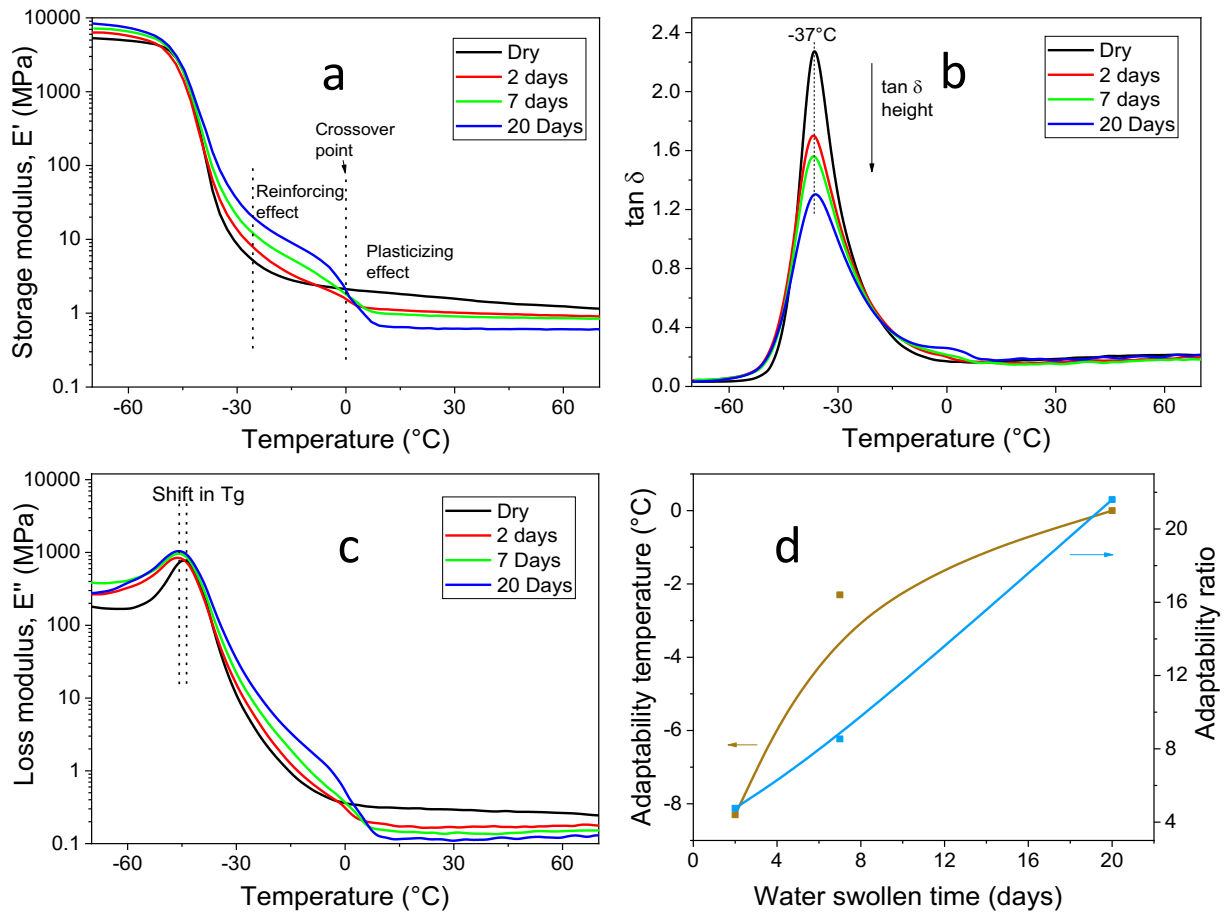 10000
1000
100
10
1
0.1
Storage modulus, E' (MPa)
-60
-30
0
30
60
Temperature (°C)
a
Dry
2 days
7 days
20 Days
Crossover
point
Reinforcing
effect
Plasticizing
effect
2.4
2.0
1.6
1.2
0.8
0.4
0.0
tan δ
-60
-30
0
30
60
Temperature (°C)
-37°C
b
tan δ
height
Dry
2 days
7 days
20 Days
10000
1000
100
10
1
0.1
Loss modulus, E" (MPa)
-60
-30
0
30
60
Temperature (°C)
Shift in Tg
c
Dry
2 days
7 Days
20 Days
0
-2
-4
-6
-8
Adaptability temperature (°C)
0
4
8
12
16
20
Water swollen time (days)
d
20
16
12
8
4
Adaptability ratio